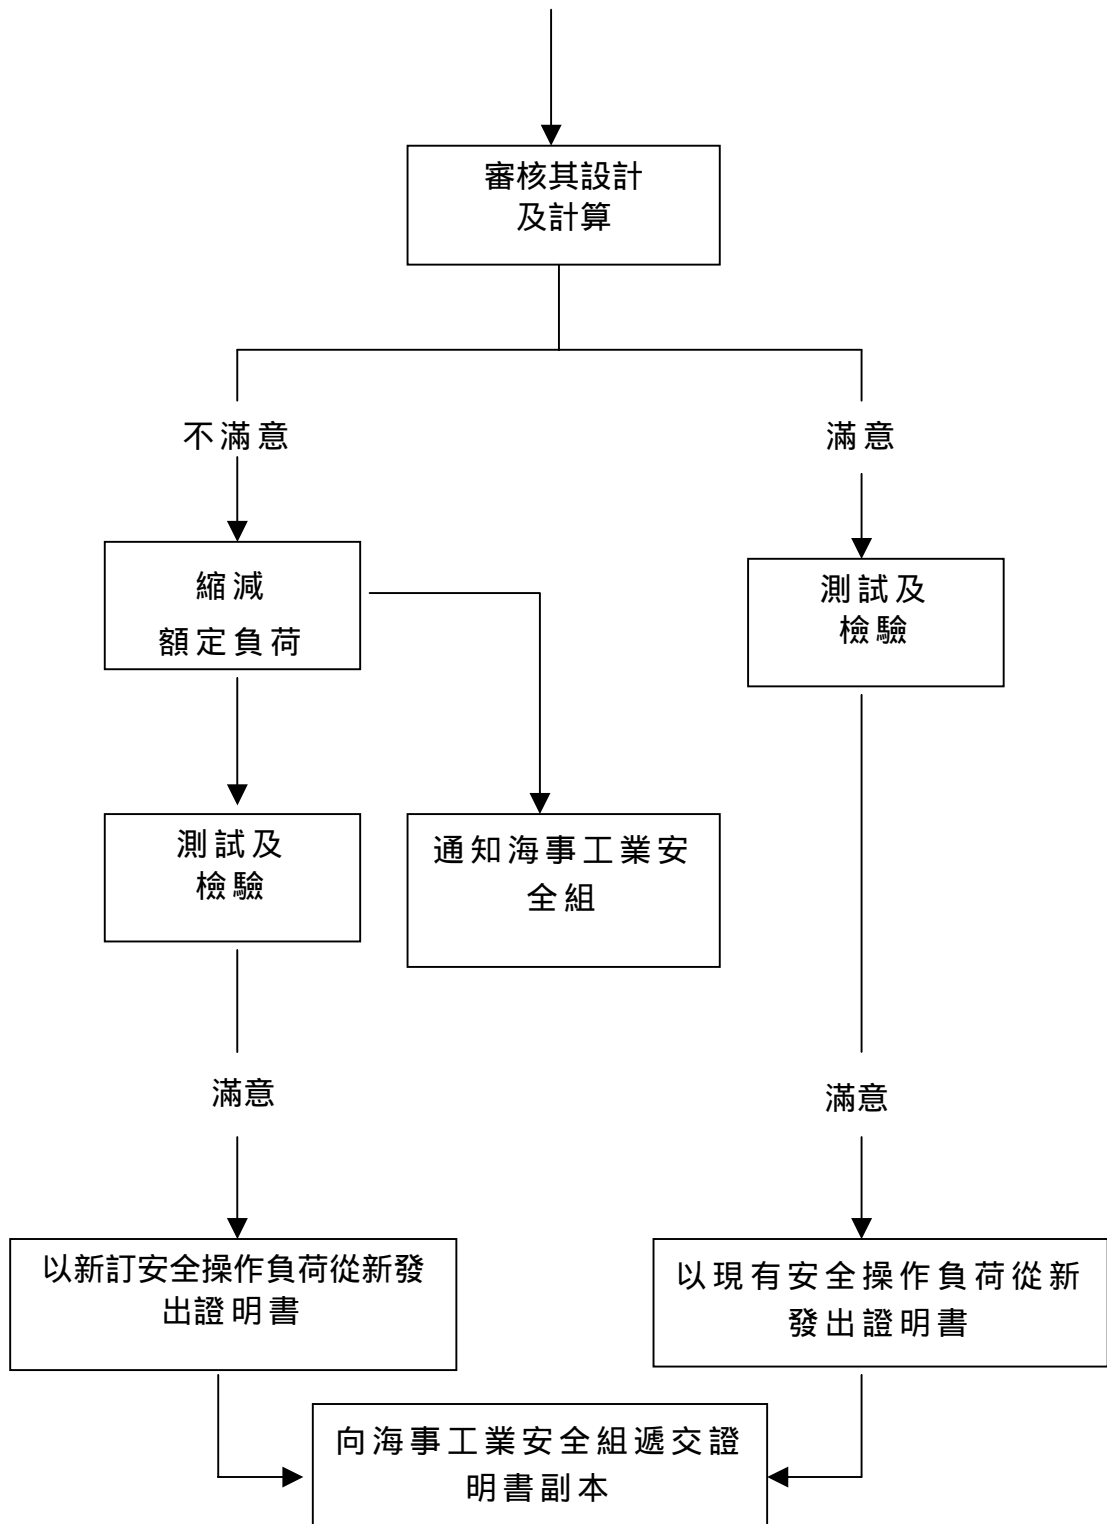 審核其設計
及計算
不滿意
滿意
縮減
額定負荷
測試及
檢驗
測試及
檢驗
通知海事工業安
全組
滿意
滿意
以新訂安全操作負荷從新發
出證明書
以現有安全操作負荷從新
發出證明書
向海事工業安全組遞交證
明書副本